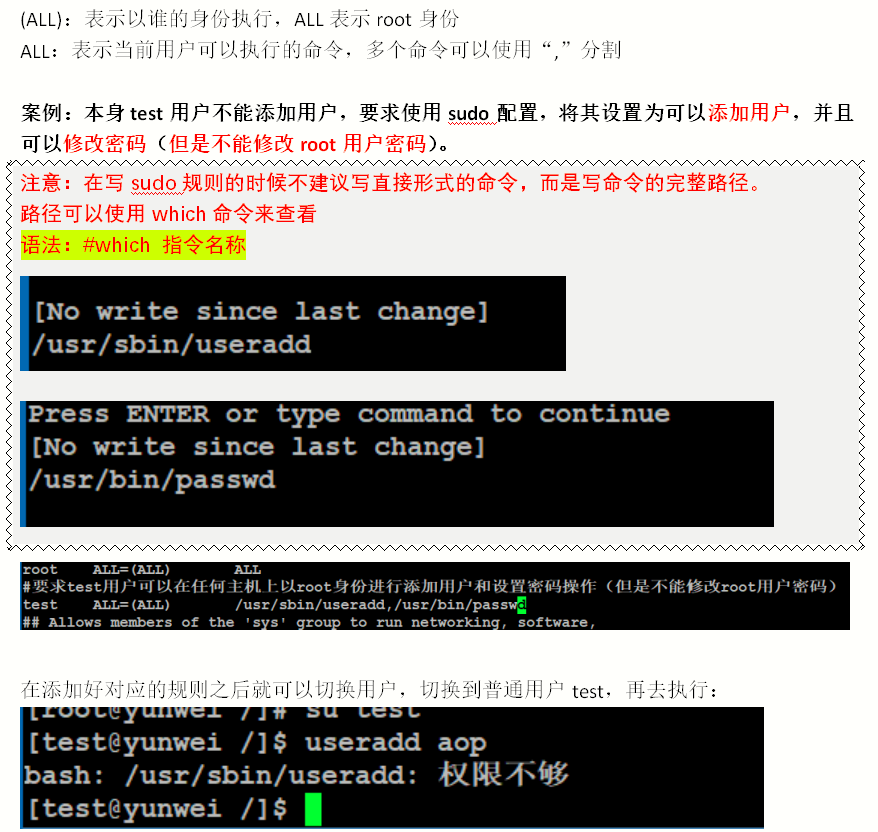 (ALL)：表示以谁的身份执行，ALL 表示 root 身份
ALL：表示当前用户可以执行的命令，多个命令可以使用“,”分割
案例：本身 test 用户不能添加用户，要求使用 sudo 配置，将其设置为可以添加用户，并且
可以修改密码（但是不能修改 root 用户密码）。
注意：在写 sudo 规则的时候不建议写直接形式的命令，而是写命令的完整路径。
路径可以使用 which 命令来查看
语法：#which 指令名称
[No write since last change]
/usr/sbin/useradd
Press ENTER or type command to continue
[No write since last change]
/usr/bin/passwd
root ALL=(ALL) ALL
#要求test用户可以在任何主机上以root身份进行添加用户和设置密码操作（但是不能修改root用户密码）
test ALL=(ALL) /usr/sbin/useradd,/usr/bin/passwd
## Allows members of the 'sys' group to run networking, software,
在添加好对应的规则之后就可以切换用户，切换到普通用户 test，再去执行：
[root@yunwei /]# su test
[test@yunwei /]$ useradd aop
bash: /usr/sbin/useradd: 权限不够
[test@yunwei /]$